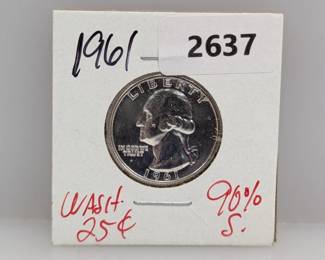 1961
2637
LIBERTY
IN GOD WE
TRUST
1961
WASH.
25¢
90%
S.